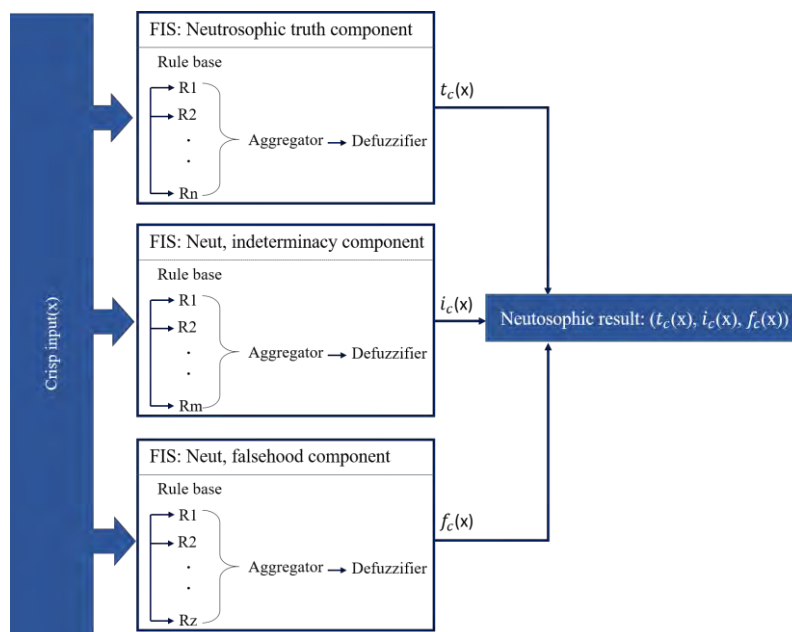 Crisp input(x)
FIS: Neutrosophic truth component
Rule base
R1
R2
.
.
Rn
Aggregator
Defuzzifier
t_c(x)
FIS: Neut, indeterminacy component
Rule base
R1
R2
.
.
Rm
Aggregator
Defuzzifier
i_c(x)
Neutosophic result: (t_c(x), i_c(x), f_c(x))
FIS: Neut, falsehood component
Rule base
R1
R2
.
.
Rz
Aggregator
Defuzzifier
f_c(x)